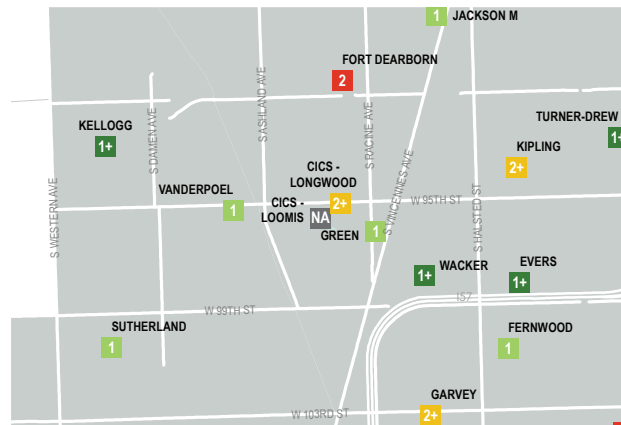 1
JACKSON M
FORT DEARBORN
2
S ASHLAND AVE
S RACINE AVE
TURNER-DREW
1+
KELLOGG
1+
S DAMEN AVE
KIPLING
2+
CICS -
LONGWOOD
2+
VANDERPOEL
1
CICS -
LOOMIS
NA
GREEN
1
S VINCENNES AVE
W 95TH ST
S HALSTED ST
S WESTERN AVE
WACKER
1+
EVERS
1+
I57
W 99TH ST
SUTHERLAND
1
FERNWOOD
1
GARVEY
2+
W 103RD ST